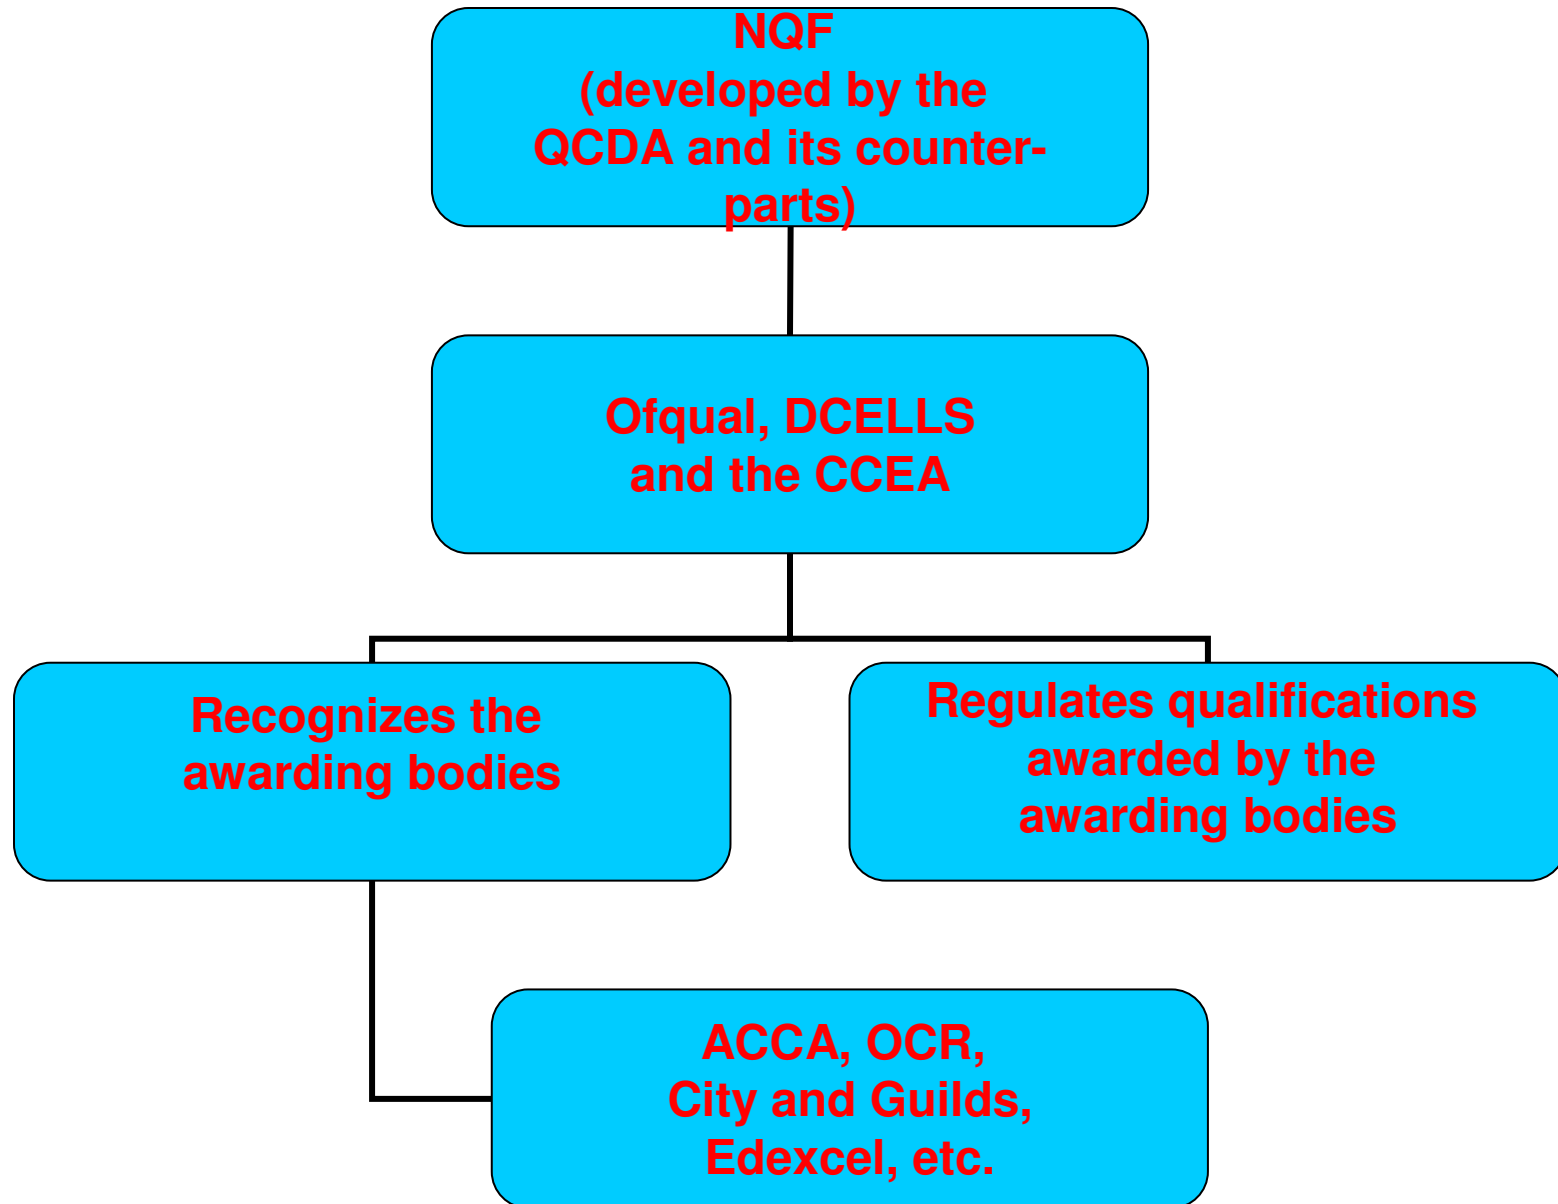 NQF
(developed by the
QCDA and its counter-
parts)
Ofqual, DCELLS
and the CCEA
Recognizes the
awarding bodies
Regulates qualifications
awarded by the
awarding bodies
ACCA, OCR,
City and Guilds,
Edexcel, etc.